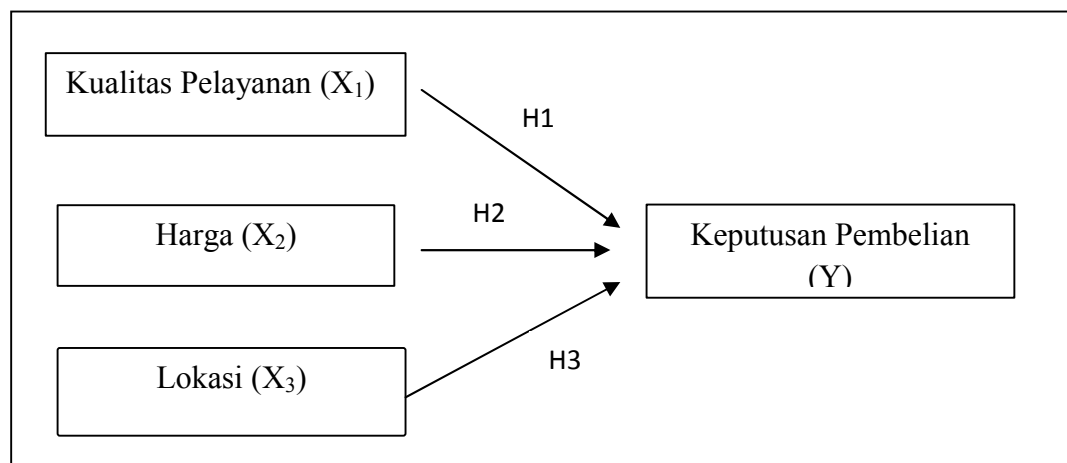 Kualitas Pelayanan (X₁)
H1
H2
Harga (X₂)
Keputusan Pembelian
(Y)
Lokasi (X₃)
H3